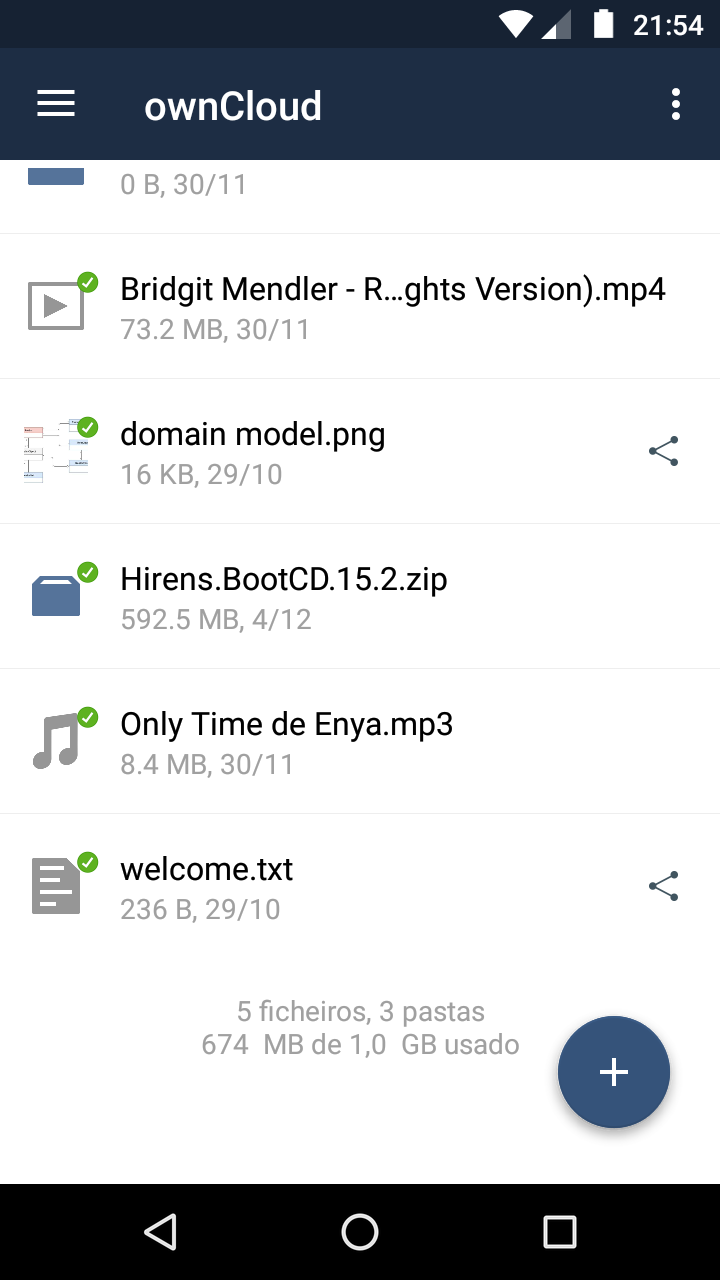 21:54
ownCloud
0 B, 30/11
Bridgit Mendler - R...ghts Version).mp4
73.2 MB, 30/11
domain model.png
16 KB, 29/10
Hirens.BootCD.15.2.zip
592.5 MB, 4/12
Only Time de Enya.mp3
8.4 MB, 30/11
welcome.txt
236 B, 29/10
5 ficheiros, 3 pastas
674 MB de 1,0 GB usado